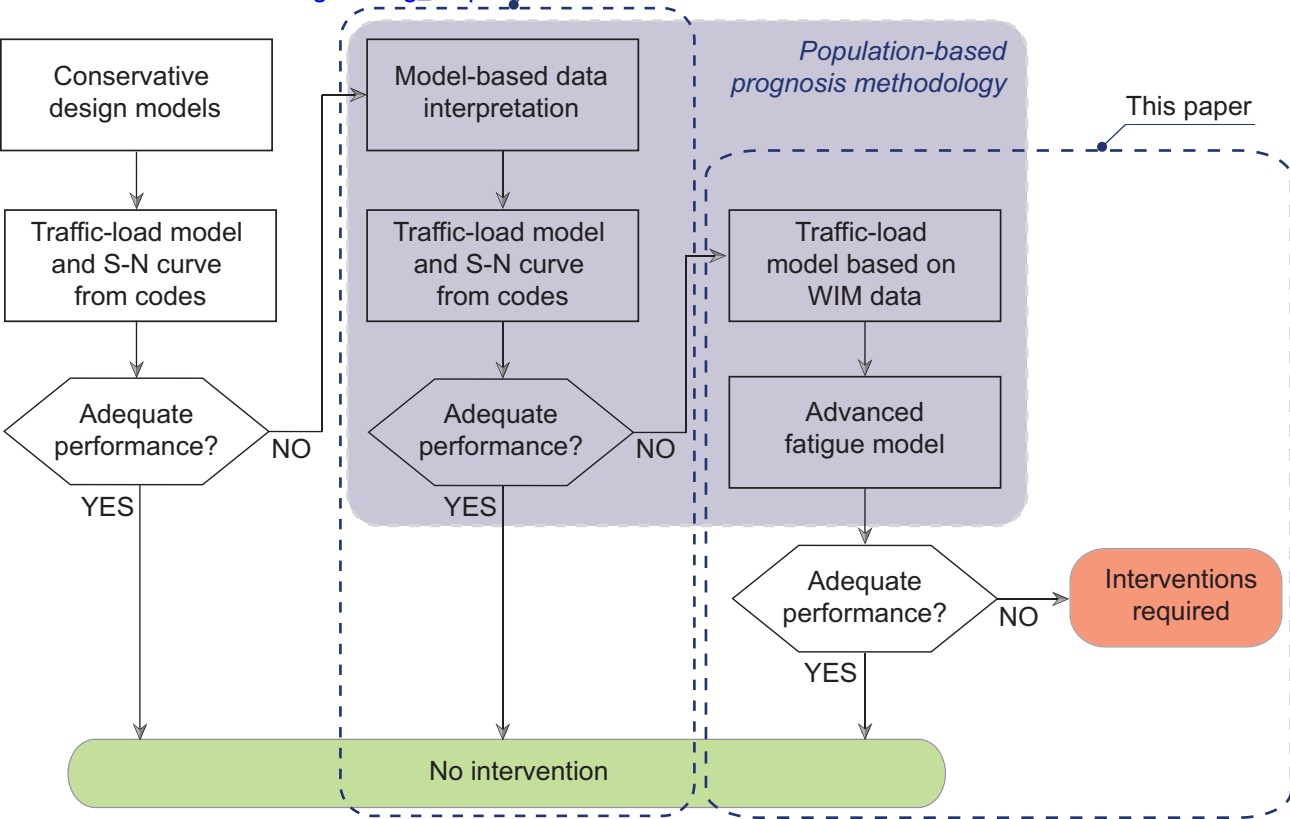 Conservative
design models
Model-based data
interpretation
Population-based
prognosis methodology
This paper
Traffic-load model
and S-N curve
from codes
Traffic-load model
and S-N curve
from codes
Traffic-load
model based on
WIM data
Adequate
performance?
NO
YES
Adequate
performance?
NO
YES
Advanced
fatigue model
Adequate
performance?
NO
YES
Interventions
required
No intervention